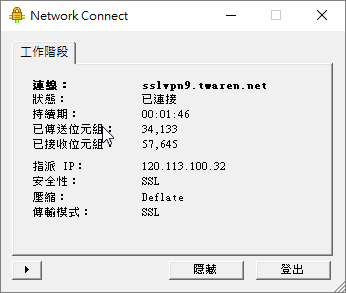 Network Connect
工作階段
連線： sslvpn9.twaren.net
狀態： 已連接
持續期： 00:01:46
已傳送位元組： 34,133
已接收位元組： 57,645
指派 IP： 120.113.100.32
安全性： SSL
壓縮： Deflate
傳輸模式： SSL
隱藏 登出